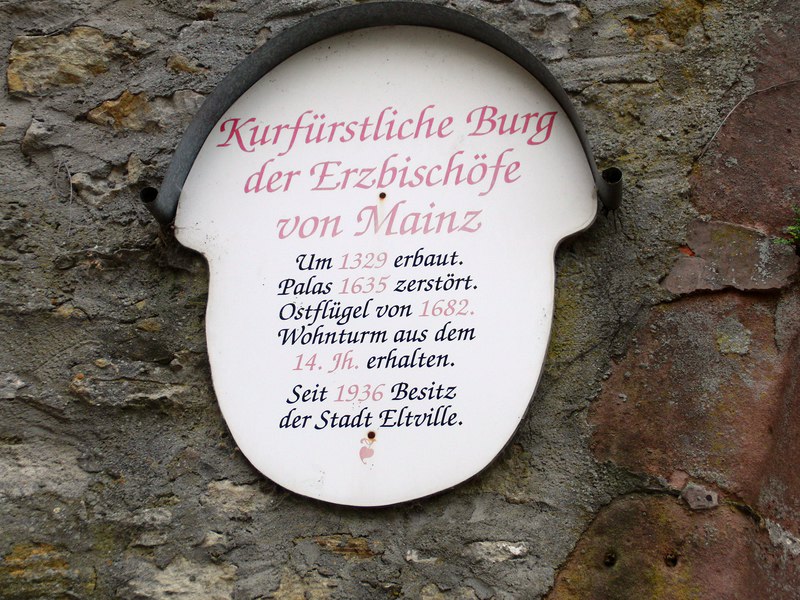 Kurfürstliche Burg
der Erzbischöfe
von Mainz
Um 1329 erbaut.
Palas 1635 zerstört.
Ostflügel von 1682.
Wohnturm aus dem
14. Jh. erhalten.
Seit 1936 Besitz
der Stadt Eltville.